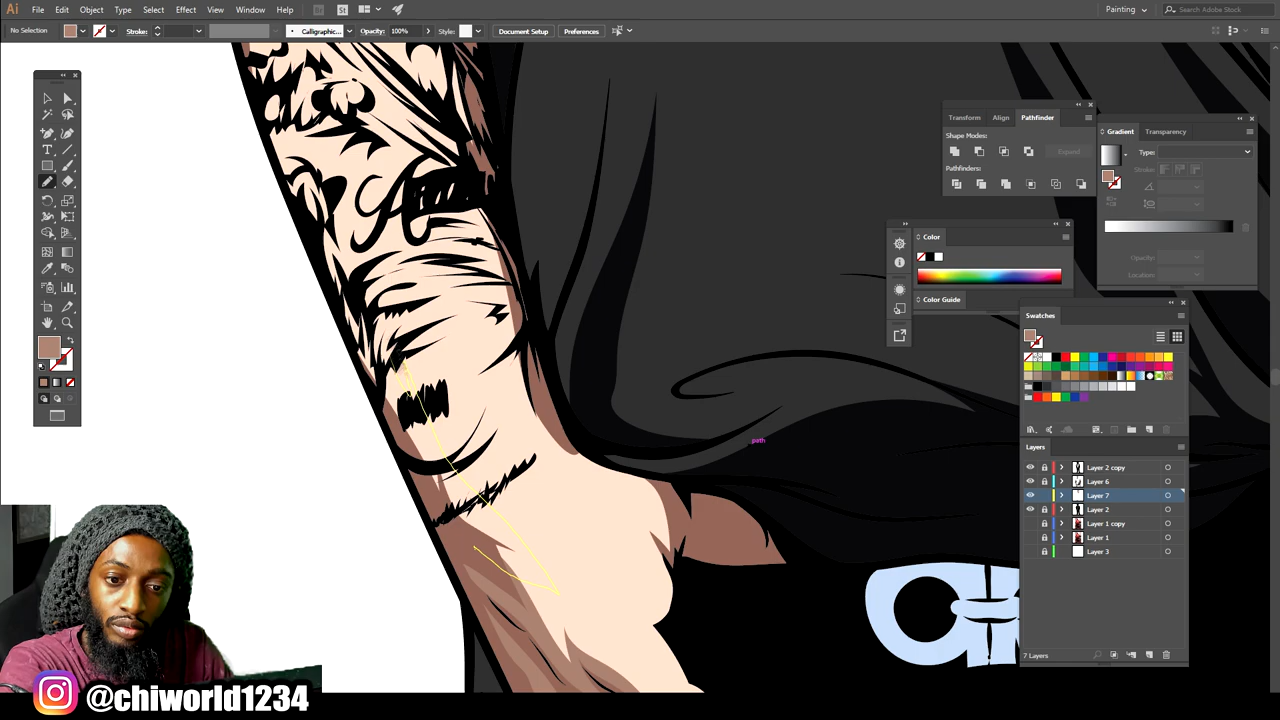 Ai File Edit Object Type Select Effect View Window Help Br St Painting Search Adobe Stock
No Selection Stroke: Calligraphic... Opacity: 100% Style: Document Setup Preferences
Transform Align Pathfinder
Shape Modes:
Expand
Pathfinders:
Gradient Transparency
Type:
Stroke:
Opacity:
Location:
Color
Color Guide
Swatches
path
Layers
Layer 2 copy
Layer 6
Layer 7
Layer 2
Layer 1 copy
Layer 1
Layer 3
7 Layers
@chiworld1234